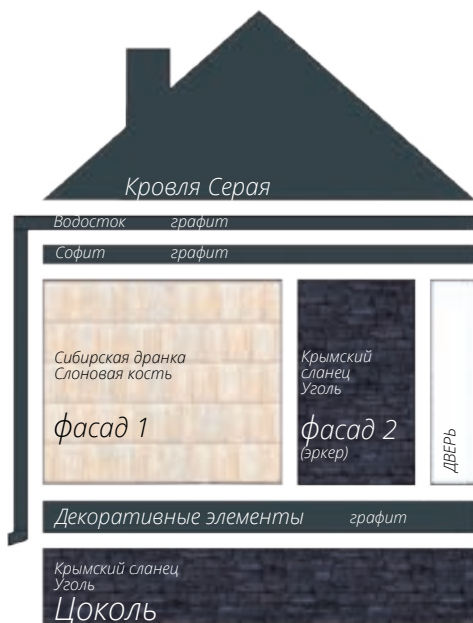 Кровля Серая
Водосток графит
Софит графит
Сибирская дранка
Слоновая кость
фасад 1
Крымский
сланец
Уголь
фасад 2
(эркер)
ДВЕРЬ
Декоративные элементы графит
Крымский сланец
Уголь
Цоколь